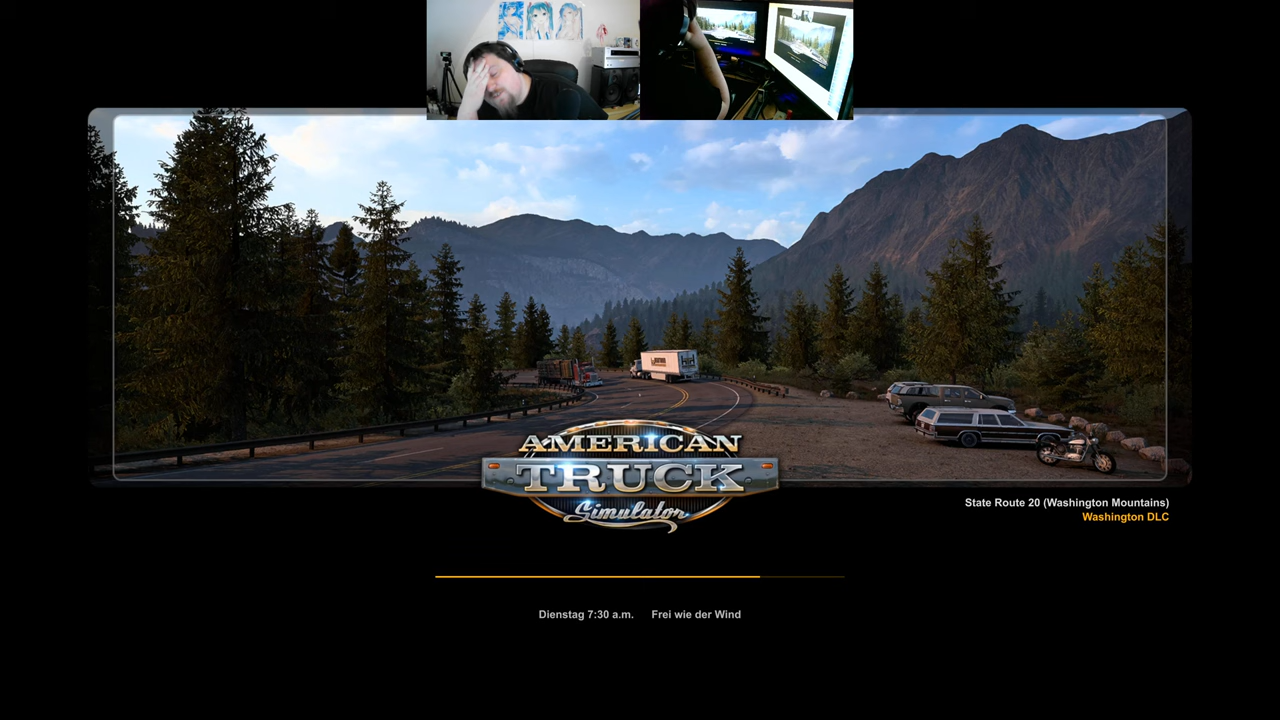 AMERICAN
TRUCK
Simulator
State Route 20 (Washington Mountains)
Washington DLC
Dienstag 7:30 a.m. Frei wie der Wind